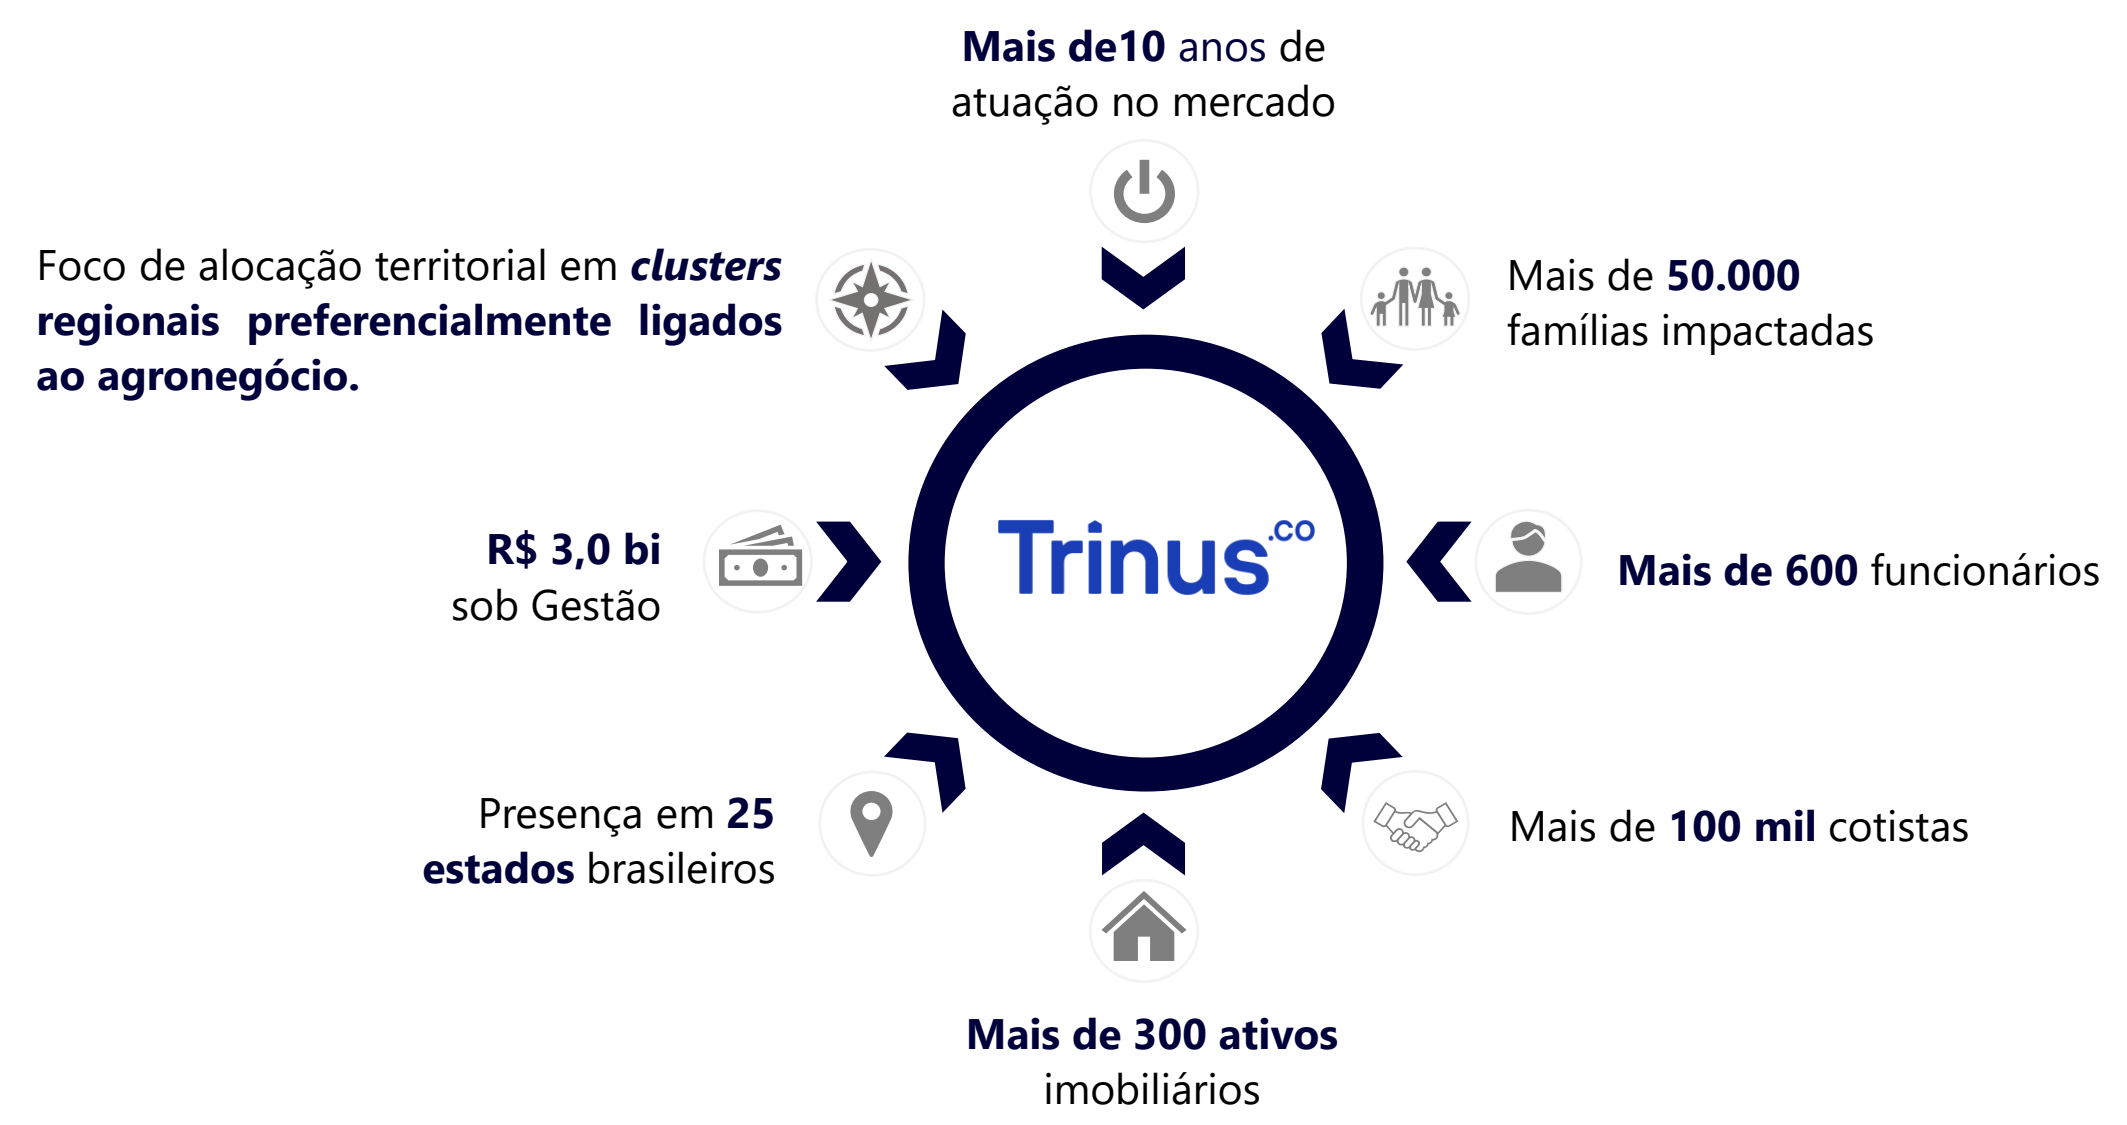 Mais de10 anos de
atuação no mercado
Foco de alocação territorial em clusters
regionais preferencialmente ligados
ao agronegócio.
Mais de 50.000
famílias impactadas
R$ 3,0 bi
sob Gestão
Trinus.co
Mais de 600 funcionários
Presença em 25
estados brasileiros
Mais de 100 mil cotistas
Mais de 300 ativos
imobiliários